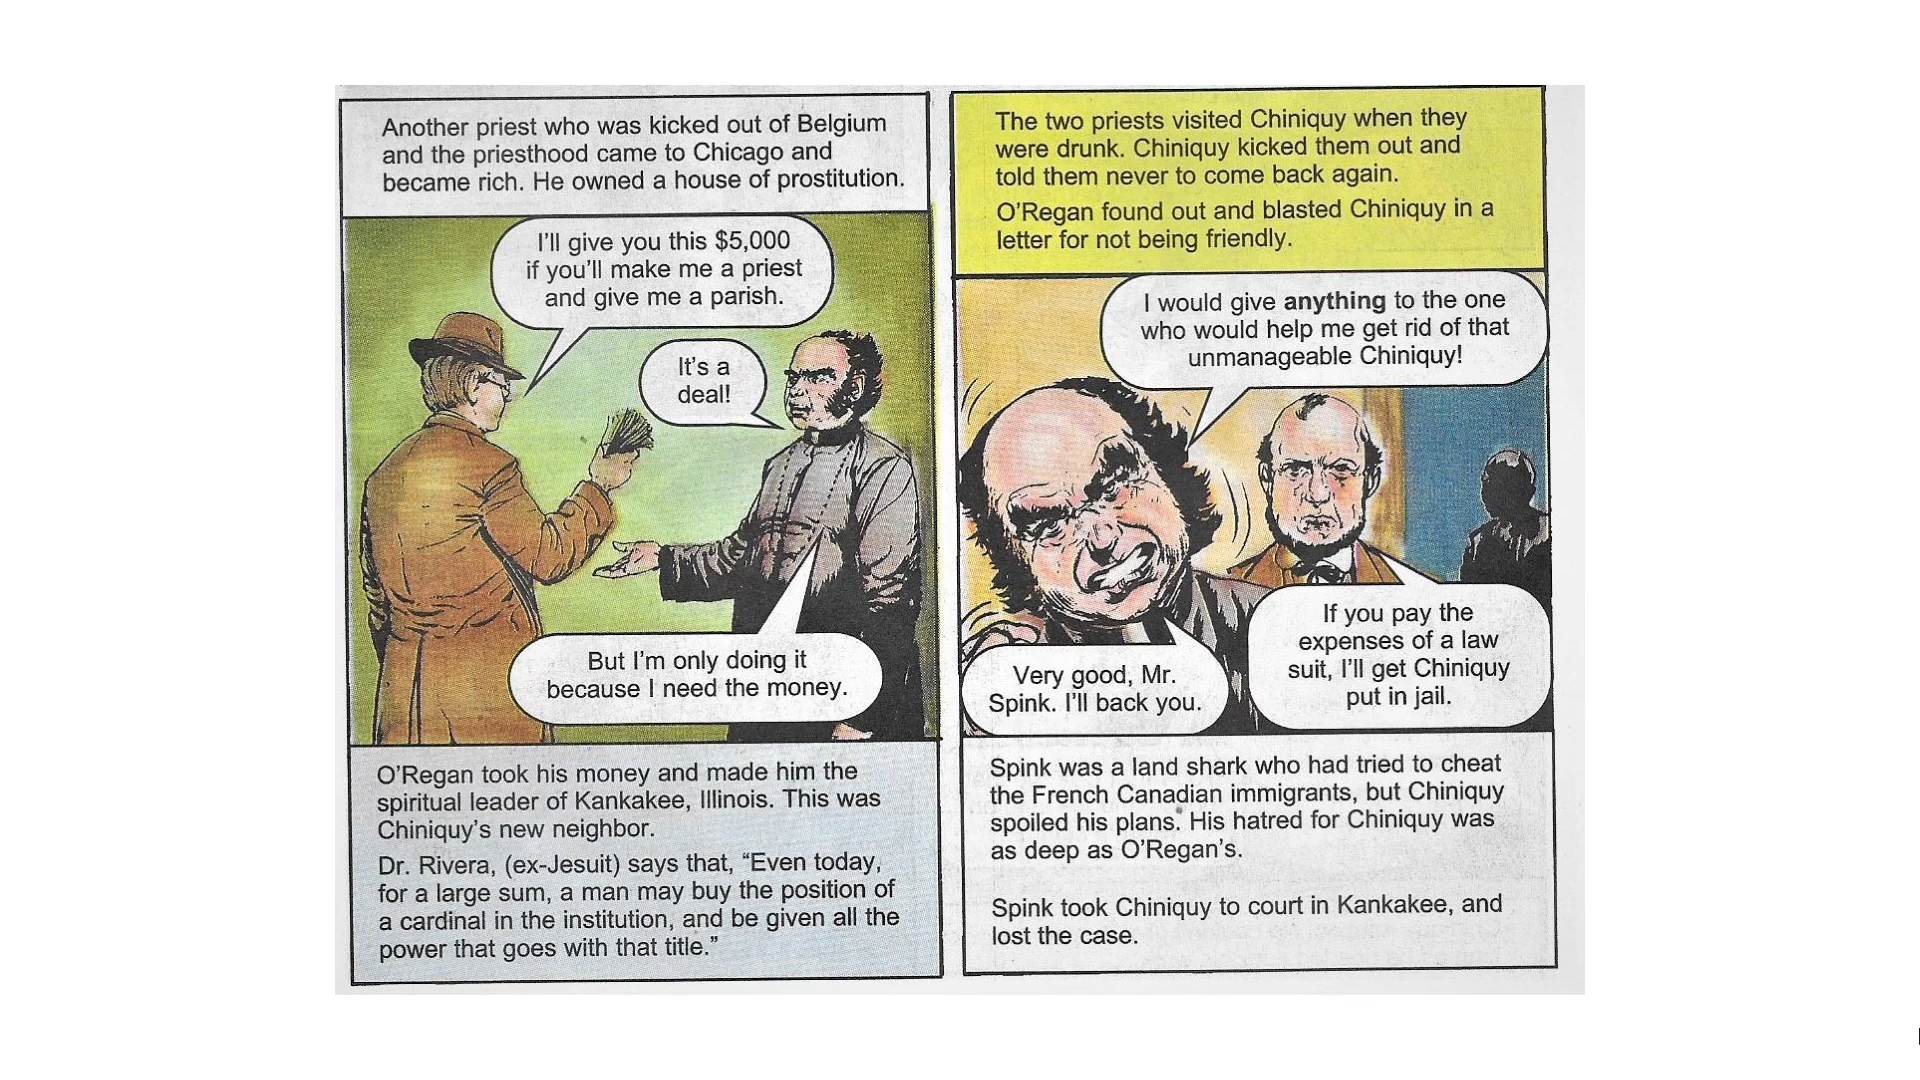 Another priest who was kicked out of Belgium
and the priesthood came to Chicago and
became rich. He owned a house of prostitution.
I'll give you this $5,000
if you'll make me a priest
and give me a parish.
It's a
deal!
But I'm only doing it
because I need the money.
O'Regan took his money and made him the
spiritual leader of Kankakee, Illinois. This was
Chiniquy's new neighbor.
Dr. Rivera, (ex-Jesuit) says that, “Even today,
for a large sum, a man may buy the position of
a cardinal in the institution, and be given all the
power that goes with that title.”
The two priests visited Chiniquy when they
were drunk. Chiniquy kicked them out and
told them never to come back again.
O'Regan found out and blasted Chiniquy in a
letter for not being friendly.
I would give anything to the one
who would help me get rid of that
unmanageable Chiniquy!
If you pay the
expenses of a law
suit, I'll get Chiniquy
put in jail.
Very good, Mr.
Spink. I'll back you.
Spink was a land shark who had tried to cheat
the French Canadian immigrants, but Chiniquy
spoiled his plans. His hatred for Chiniquy was
as deep as O'Regan's.
Spink took Chiniquy to court in Kankakee, and
lost the case.